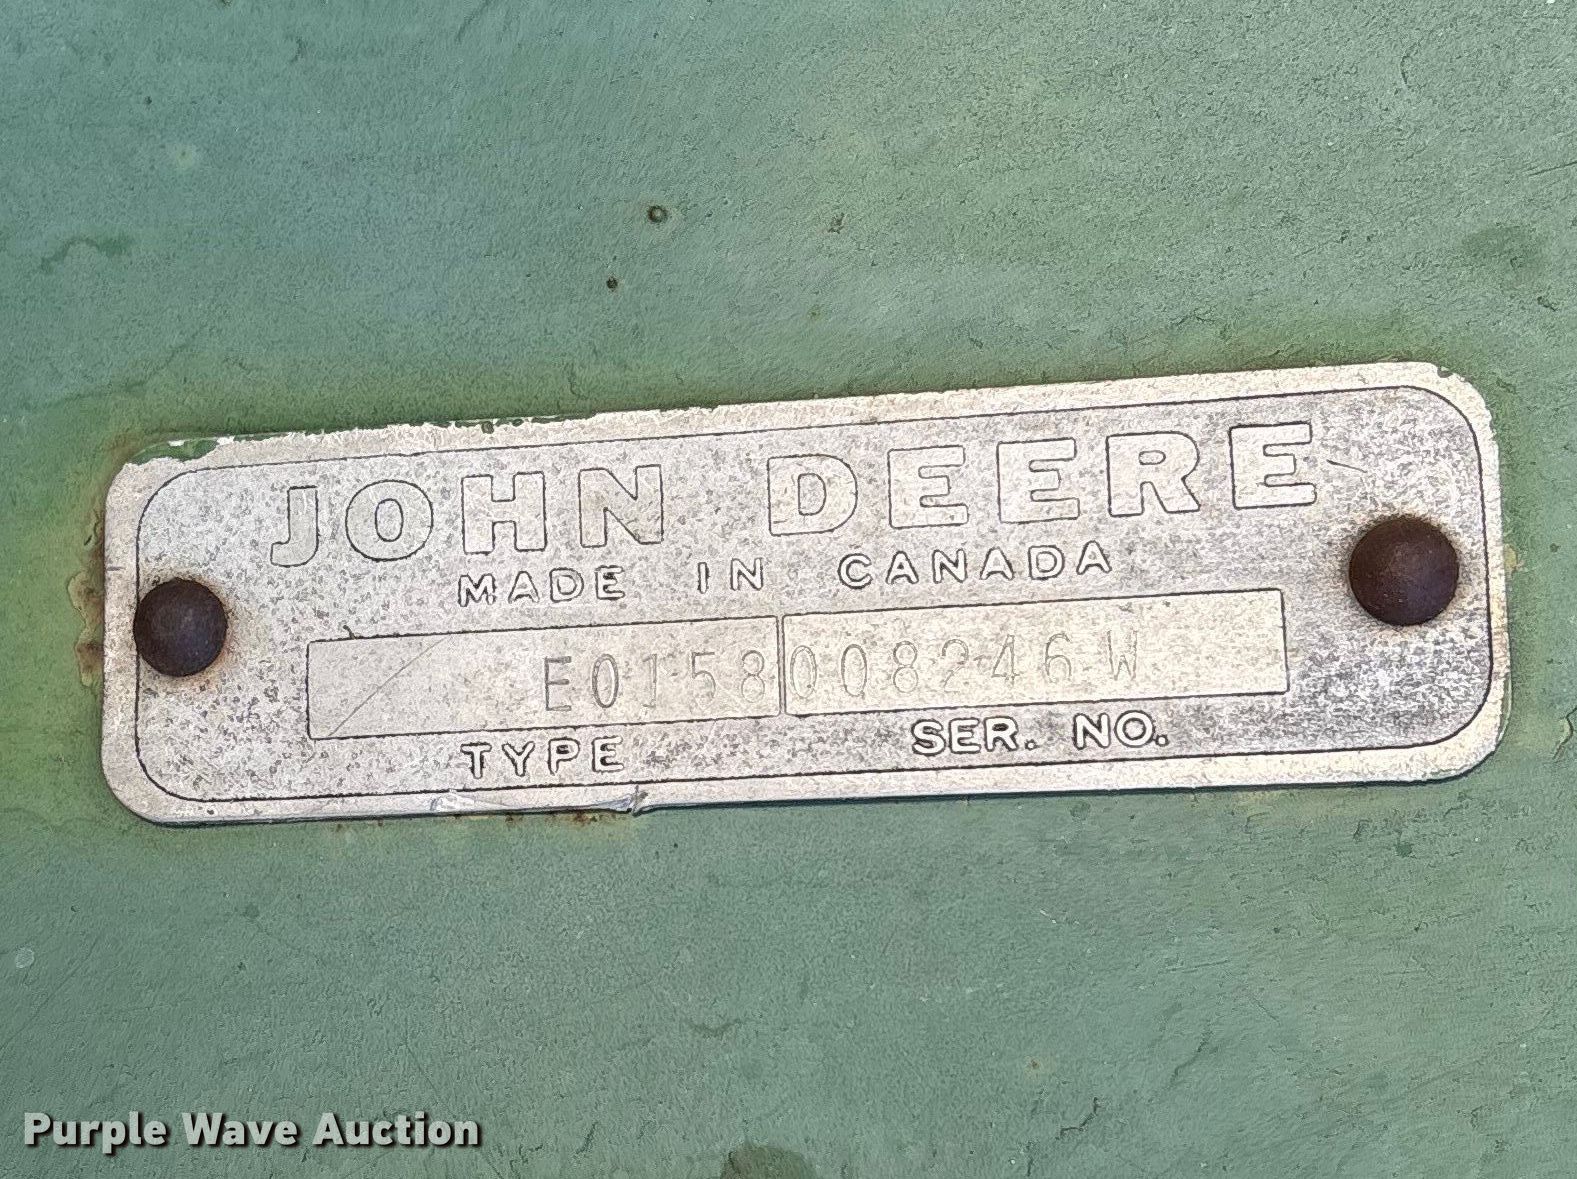 JOHN DEERE
MADE IN CANADA
E0158 008246W
TYPE SER. NO.
Purple Wave Auction